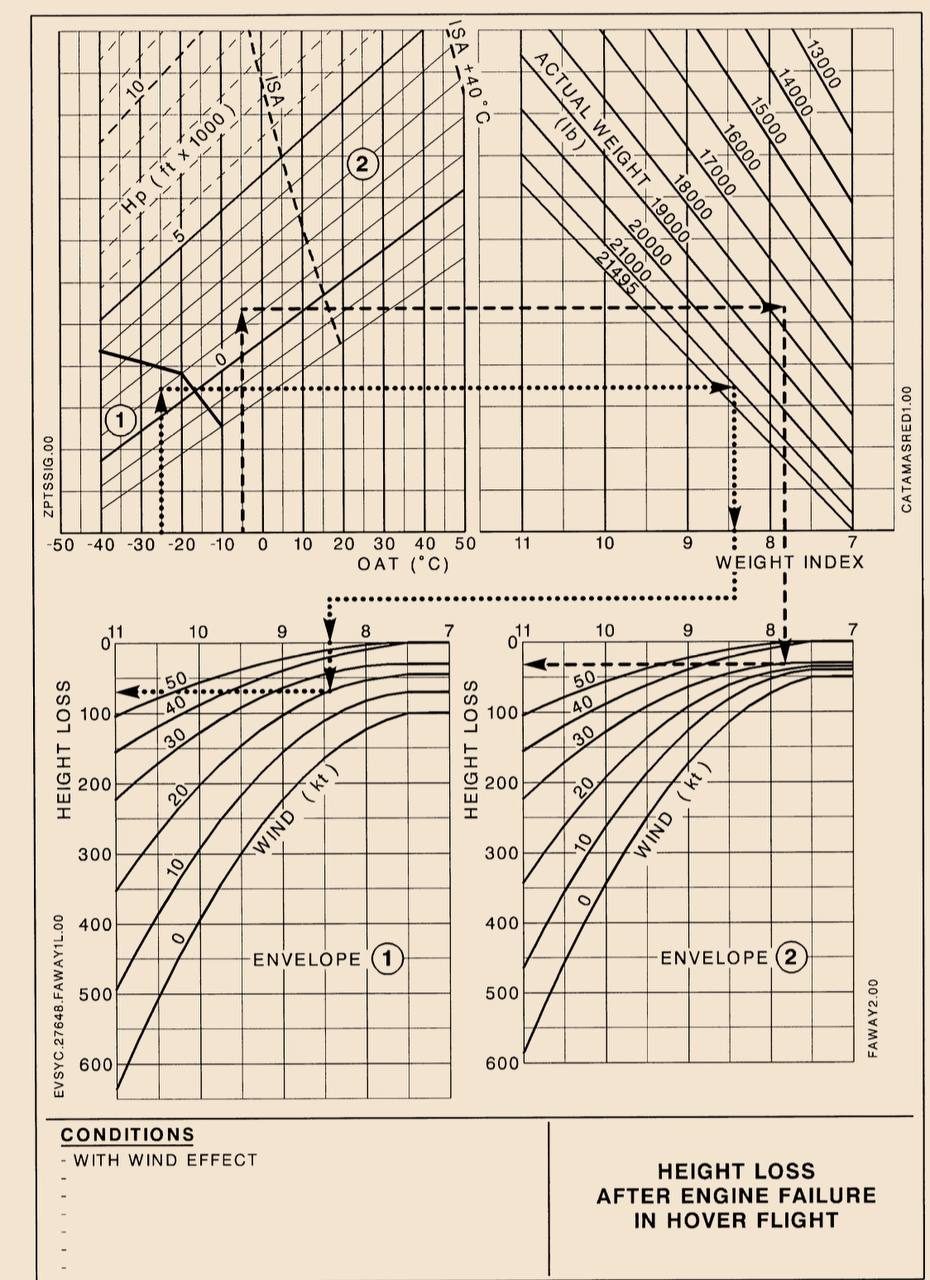 10
Hp ( ft x 1000 )
ISA
ISA +40°C
2
5
0
1
ZPTSSIG.00
-50 -40 -30 -20 -10 0 10 20 30 40 50
OAT (°C)
ACTUAL WEIGHT
(lb)
13000
14000
15000
16000
17000
18000
19000
20000
21000
21495
CATAMASRED1.00
11 10 9 8 7
WEIGHT INDEX
11 10 9 8 7
0
100
200
300
400
500
600
HEIGHT LOSS
50
40
30
20
10
0
WIND ( kt )
ENVELOPE 1
EVSYC.27648.FAWAY1L.00
11 10 9 8 7
0
100
200
300
400
500
600
HEIGHT LOSS
50
40
30
20
10
0
WIND ( kt )
ENVELOPE 2
FAWAY2.00
CONDITIONS
- WITH WIND EFFECT
-
-
-
-
-
-
HEIGHT LOSS
AFTER ENGINE FAILURE
IN HOVER FLIGHT